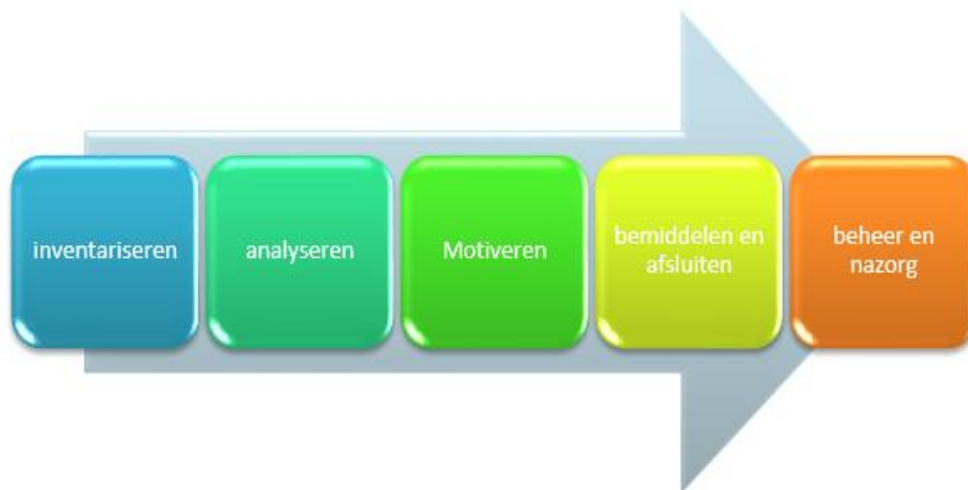 inventariseren
analyseren
Motiveren
bemiddelen en
afsluiten
beheer en
nazorg